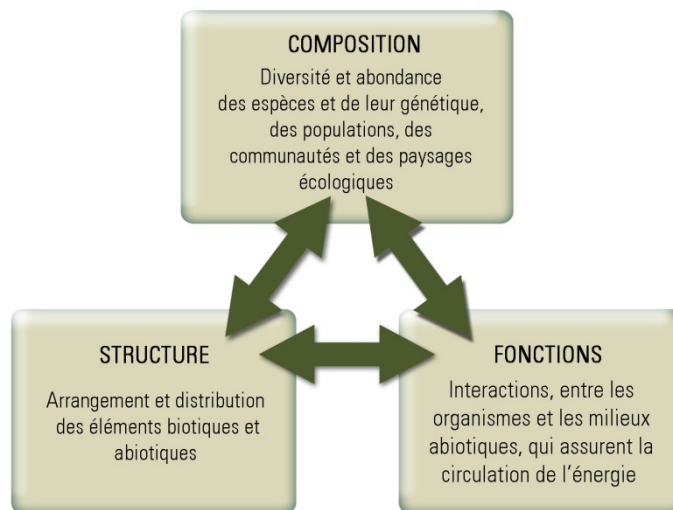 COMPOSITION
Diversité et abondance
des espèces et de leur génétique,
des populations, des
communautés et des paysages
écologiques
STRUCTURE
Arrangement et distribution
des éléments biotiques et
abiotiques
FONCTIONS
Interactions, entre les
organismes et les milieux
abiotiques, qui assurent la
circulation de l'énergie